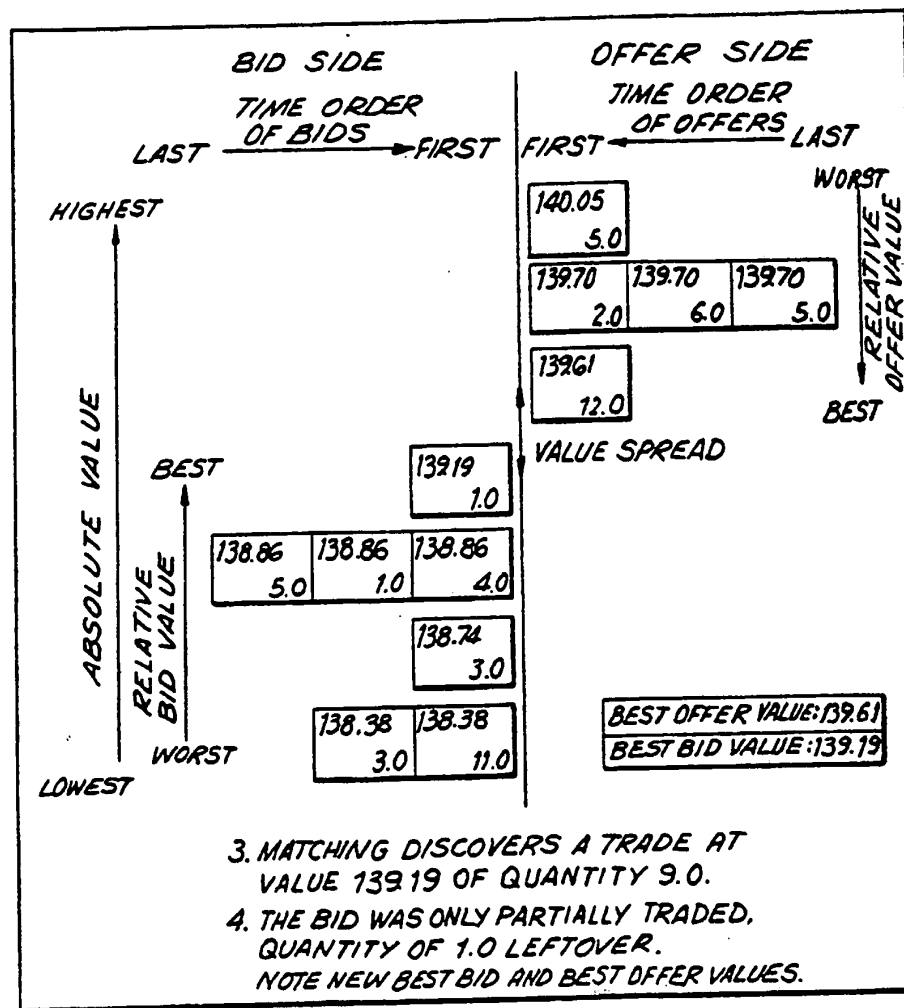 BID SIDE
OFFER SIDE
TIME ORDER
OF BIDS
TIME ORDER
OF OFFERS
LAST
FIRST
FIRST
LAST
HIGHEST
WORST
140.05
5.0
139.70 139.70 139.70
2.0 6.0 5.0
RELATIVE
OFFER VALUE
139.61
12.0
BEST
ABSOLUTE VALUE
VALUE SPREAD
BEST
139.19
1.0
RELATIVE
BID VALUE
138.86 138.86 138.86
5.0 1.0 4.0
138.74
3.0
138.38 138.38
3.0 11.0
WORST
LOWEST
BEST OFFER VALUE:139.61
BEST BID VALUE:139.19
3. MATCHING DISCOVERS A TRADE AT
VALUE 139.19 OF QUANTITY 9.0.
4. THE BID WAS ONLY PARTIALLY TRADED,
QUANTITY OF 1.0 LEFTOVER.
NOTE NEW BEST BID AND BEST OFFER VALUES.